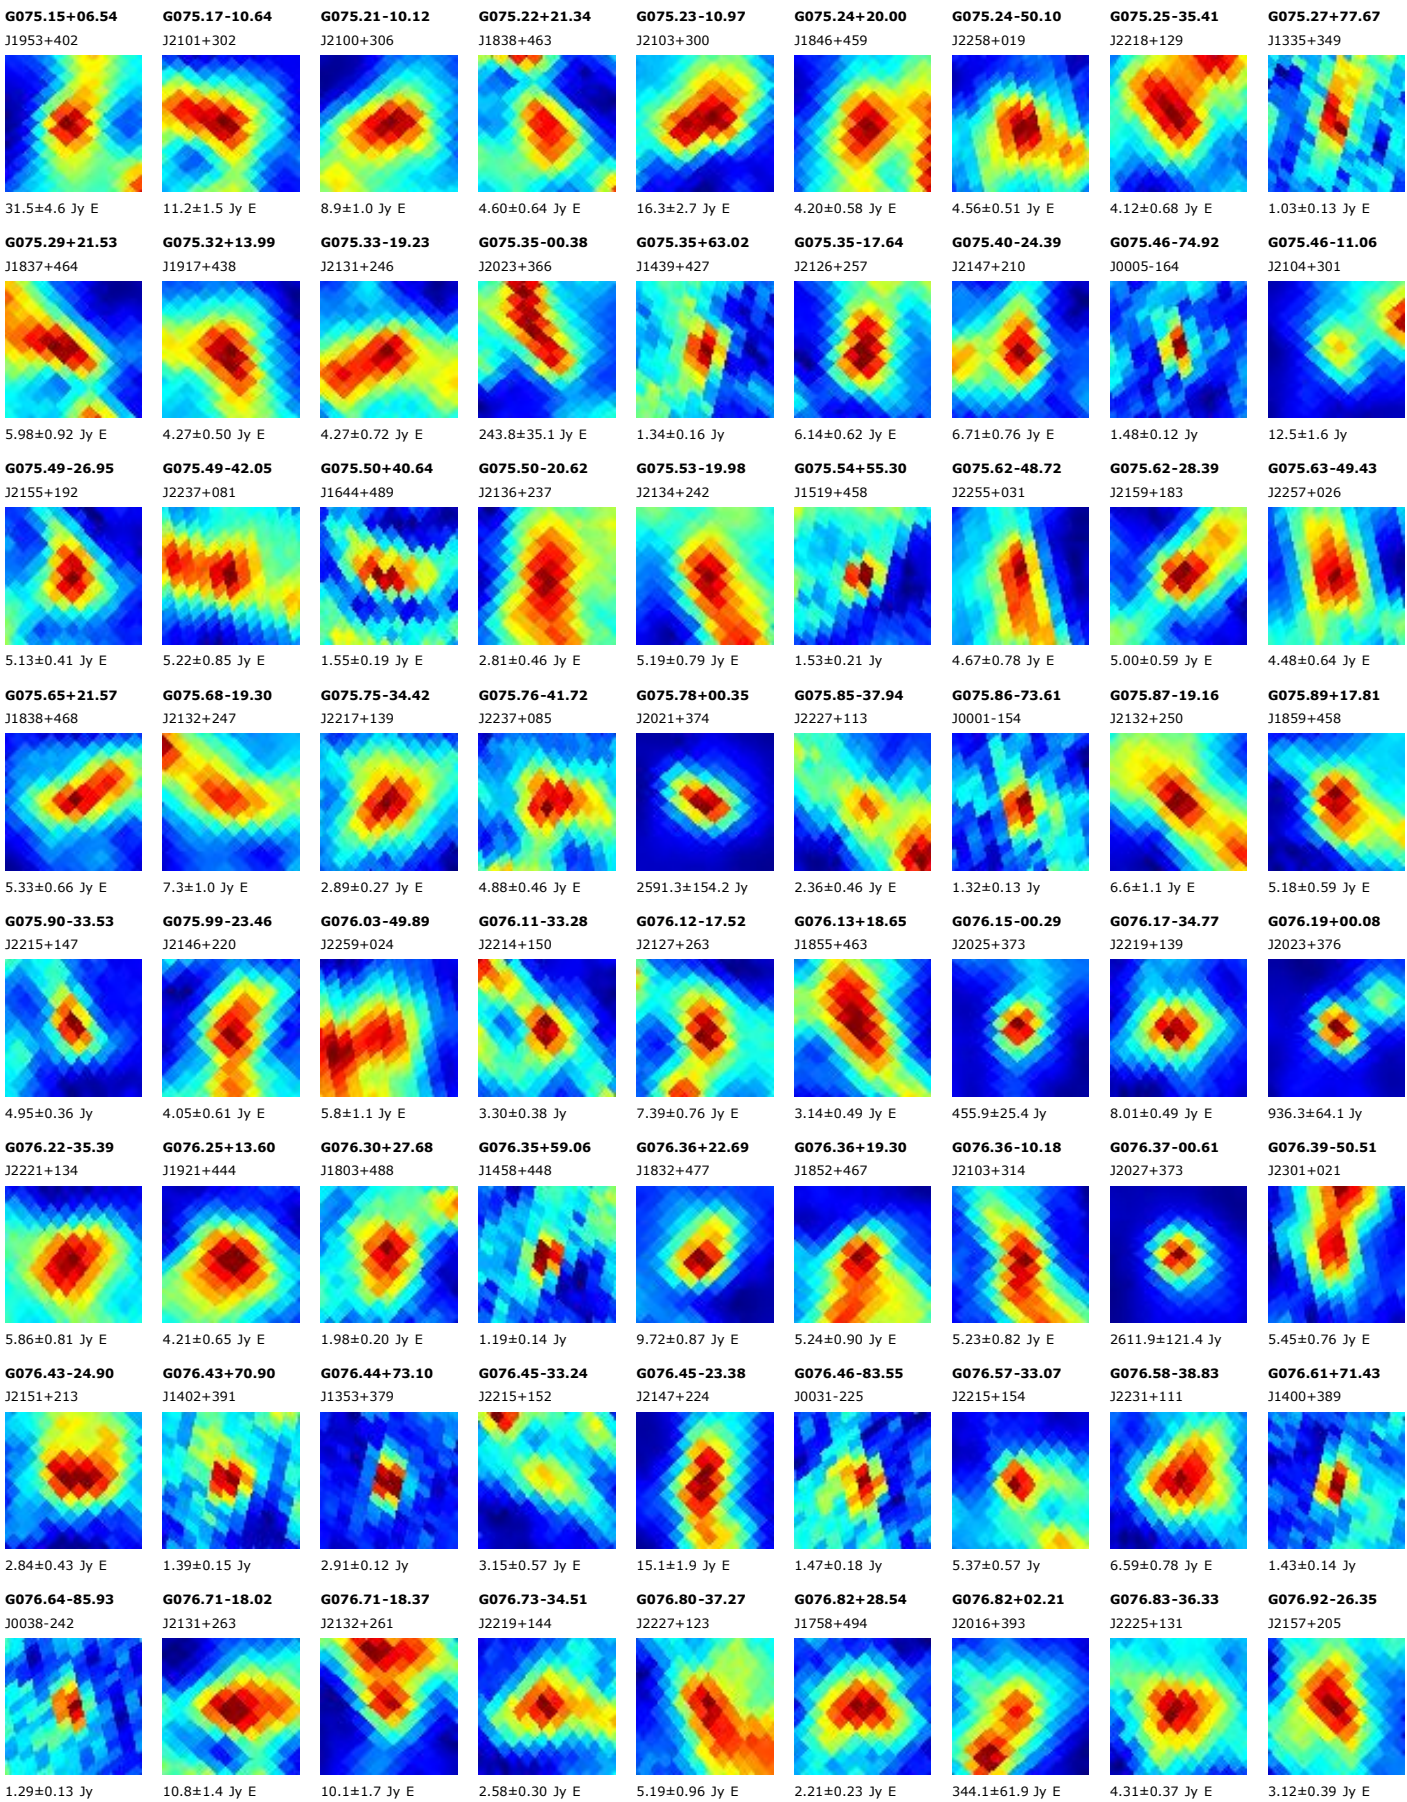 G075.15+06.54 G075.17-10.64 G075.21-10.12 G075.22+21.34 G075.23-10.97 G075.24+20.00 G075.24-50.10 G075.25-35.41 G075.27+77.67
J1953+402 J2101+302 J2100+306 J1838+463 J2103+300 J1846+459 J2258+019 J2218+129 J1335+349
31.5±4.6 Jy E 11.2±1.5 Jy E 8.9±1.0 Jy E 4.60±0.64 Jy E 16.3±2.7 Jy E 4.20±0.58 Jy E 4.56±0.51 Jy E 4.12±0.68 Jy E 1.03±0.13 Jy E
G075.29+21.53 G075.32+13.99 G075.33-19.23 G075.35-00.38 G075.35+63.02 G075.35-17.64 G075.40-24.39 G075.46-74.92 G075.46-11.06
J1837+464 J1917+438 J2131+246 J2023+366 J1439+427 J2126+257 J2147+210 J0005-164 J2104+301
5.98±0.92 Jy E 4.27±0.50 Jy E 4.27±0.72 Jy E 243.8±35.1 Jy E 1.34±0.16 Jy 6.14±0.62 Jy E 6.71±0.76 Jy E 1.48±0.12 Jy 12.5±1.6 Jy
G075.49-26.95 G075.49-42.05 G075.50+40.64 G075.50-20.62 G075.53-19.98 G075.54+55.30 G075.62-48.72 G075.62-28.39 G075.63-49.43
J2155+192 J2237+081 J1644+489 J2136+237 J2134+242 J1519+458 J2255+031 J2159+183 J2257+026
5.13±0.41 Jy E 5.22±0.85 Jy E 1.55±0.19 Jy E 2.81±0.46 Jy E 5.19±0.79 Jy E 1.53±0.21 Jy 4.67±0.78 Jy E 5.00±0.59 Jy E 4.48±0.64 Jy E
G075.65+21.57 G075.68-19.30 G075.75-34.42 G075.76-41.72 G075.78+00.35 G075.85-37.94 G075.86-73.61 G075.87-19.16 G075.89+17.81
J1838+468 J2132+247 J2217+139 J2237+085 J2021+374 J2227+113 J0001-154 J2132+250 J1859+458
5.33±0.66 Jy E 7.3±1.0 Jy E 2.89±0.27 Jy E 4.88±0.46 Jy E 2591.3±154.2 Jy 2.36±0.46 Jy E 1.32±0.13 Jy 6.6±1.1 Jy E 5.18±0.59 Jy E
G075.90-33.53 G075.99-23.46 G076.03-49.89 G076.11-33.28 G076.12-17.52 G076.13+18.65 G076.15-00.29 G076.17-34.77 G076.19+00.08
J2215+147 J2146+220 J2259+024 J2214+150 J2127+263 J1855+463 J2025+373 J2219+139 J2023+376
4.95±0.36 Jy 4.05±0.61 Jy E 5.8±1.1 Jy E 3.30±0.38 Jy 7.39±0.76 Jy E 3.14±0.49 Jy E 455.9±25.4 Jy 8.01±0.49 Jy E 936.3±64.1 Jy
G076.22-35.39 G076.25+13.60 G076.30+27.68 G076.35+59.06 G076.36+22.69 G076.36+19.30 G076.36-10.18 G076.37-00.61 G076.39-50.51
J2221+134 J1921+444 J1803+488 J1458+448 J1832+477 J1852+467 J2103+314 J2027+373 J2301+021
5.86±0.81 Jy E 4.21±0.65 Jy E 1.98±0.20 Jy E 1.19±0.14 Jy 9.72±0.87 Jy E 5.24±0.90 Jy E 5.23±0.82 Jy E 2611.9±121.4 Jy 5.45±0.76 Jy E
G076.43-24.90 G076.43+70.90 G076.44+73.10 G076.45-33.24 G076.45-23.38 G076.46-83.55 G076.57-33.07 G076.58-38.83 G076.61+71.43
J2151+213 J1402+391 J1353+379 J2215+152 J2147+224 J0031-225 J2215+154 J2231+111 J1400+389
2.84±0.43 Jy E 1.39±0.15 Jy 2.91±0.12 Jy 3.15±0.57 Jy E 15.1±1.9 Jy E 1.47±0.18 Jy 5.37±0.57 Jy 6.59±0.78 Jy E 1.43±0.14 Jy
G076.64-85.93 G076.71-18.02 G076.71-18.37 G076.73-34.51 G076.80-37.27 G076.82+28.54 G076.82+02.21 G076.83-36.33 G076.92-26.35
J0038-242 J2131+263 J2132+261 J2219+144 J2227+123 J1758+494 J2016+393 J2225+131 J2157+205
1.29±0.13 Jy 10.8±1.4 Jy E 10.1±1.7 Jy E 2.58±0.30 Jy E 5.19±0.96 Jy E 2.21±0.23 Jy E 344.1±61.9 Jy E 4.31±0.37 Jy E 3.12±0.39 Jy E